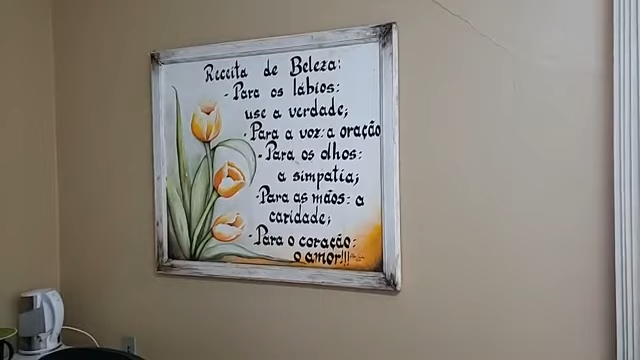 Receita de Beleza:
-Para os lábios:
use a verdade;
-Para a voz: a oração
-Para os olhos:
a simpatia;
-Para as mãos: a
caridade;
-Para o coração:
o amor!!!